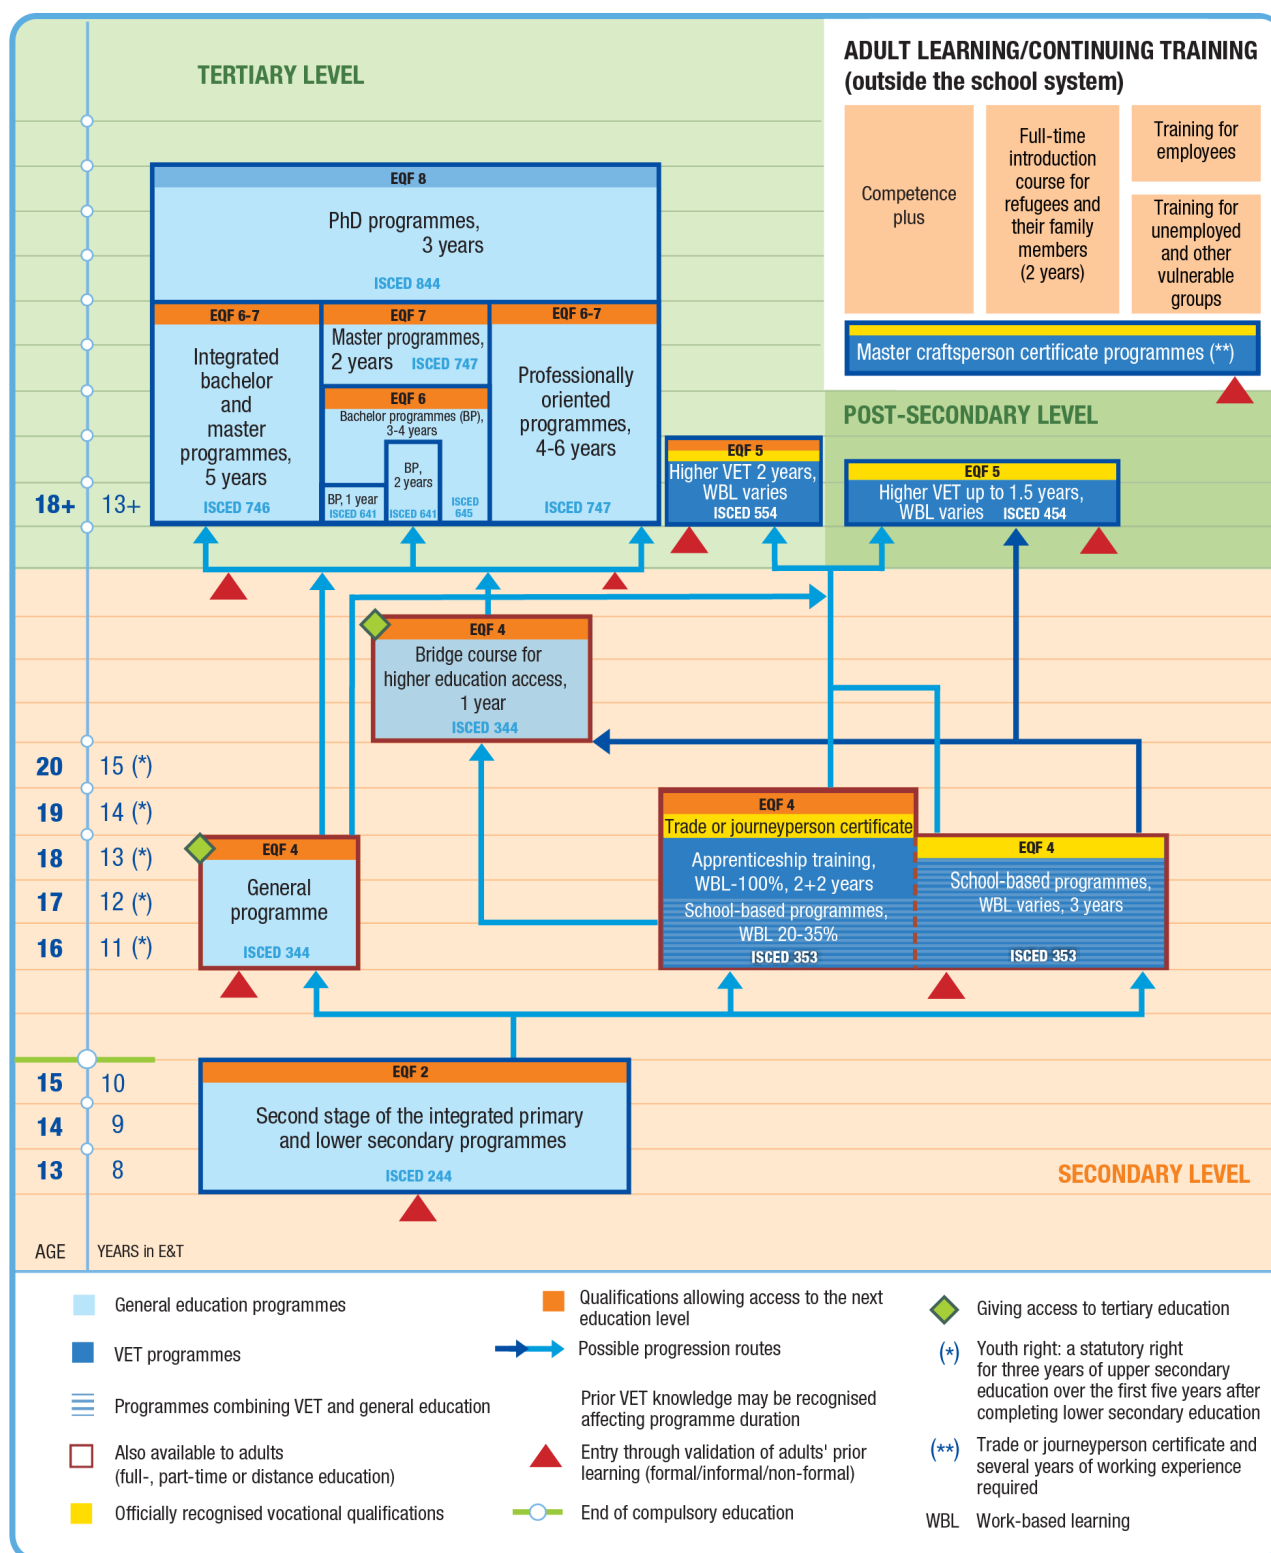 TERTIARY LEVEL
ADULT LEARNING/CONTINUING TRAINING
(outside the school system)
Competence
plus
Full-time
introduction
course for
refugees and
their family
members
(2 years)
Training for
employees
Training for
unemployed
and other
vulnerable
groups
Master craftsperson certificate programmes (**)
EQF 8
PhD programmes,
3 years
ISCED 844
EQF 6-7
Integrated
bachelor
and
master
programmes,
5 years
ISCED 746
EQF 7
Master programmes,
2 years ISCED 747
EQF 6
Bachelor programmes (BP),
3-4 years
BP, 1 year
ISCED 641
BP,
2 years
ISCED 641
ISCED
645
EQF 6-7
Professionally
oriented
programmes,
4-6 years
ISCED 747
POST-SECONDARY LEVEL
EQF 5
Higher VET 2 years,
WBL varies
ISCED 554
EQF 5
Higher VET up to 1.5 years,
WBL varies ISCED 454
18+ 13+
EQF 4
Bridge course for
higher education access,
1 year
ISCED 344
20 15 (*)
19 14 (*)
18 13 (*)
17 12 (*)
16 11 (*)
EQF 4
General
programme
ISCED 344
EQF 4
Trade or journeyperson certificate
Apprenticeship training,
WBL-100%, 2+2 years
School-based programmes,
WBL 20-35%
ISCED 353
EQF 4
School-based programmes,
WBL varies, 3 years
ISCED 353
15 10
14 9
13 8
EQF 2
Second stage of the integrated primary
and lower secondary programmes
ISCED 244
SECONDARY LEVEL
AGE YEARS in E&T
General education programmes
VET programmes
Programmes combining VET and general education
Also available to adults
(full-, part-time or distance education)
Officially recognised vocational qualifications
Qualifications allowing access to the next
education level
Possible progression routes
Prior VET knowledge may be recognised
affecting programme duration
Entry through validation of adults' prior
learning (formal/informal/non-formal)
End of compulsory education
Giving access to tertiary education
(*) Youth right: a statutory right
for three years of upper secondary
education over the first five years after
completing lower secondary education
(**) Trade or journeyperson certificate and
several years of working experience
required
WBL Work-based learning